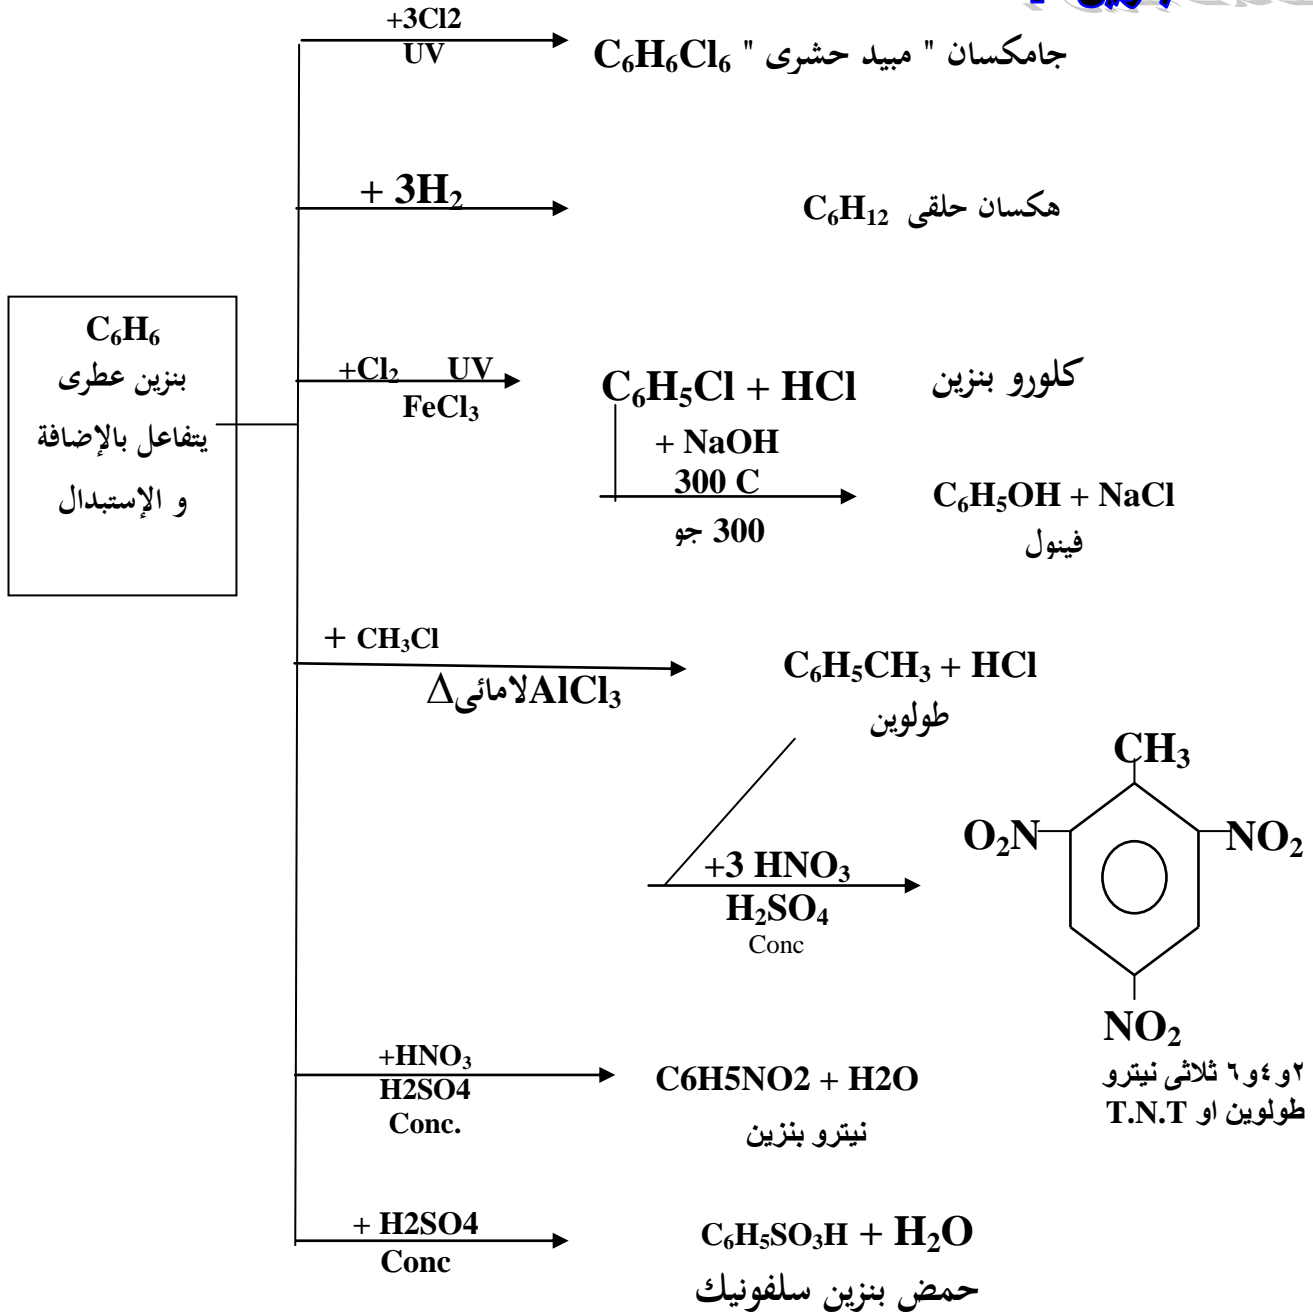 +3Cl2
UV
C₆H₆Cl₆ " جامكسان " مبيد حشرى
+ 3H₂
هكسان حلقى C₆H₁₂
C₆H₆
بنزين عطرى
يتفاعل بالإضافة
و الإستبدال
+Cl₂ UV
FeCl₃
C₆H₅Cl + HCl كلورو بنزين
+ NaOH
300 C
300 جو
C₆H₅OH + NaCl
فينول
+ CH₃Cl
AlCl₃لامائى Δ
C₆H₅CH₃ + HCl
طولوين
+3 HNO₃
H₂SO₄
Conc
CH₃
O₂N NO₂
NO₂
٢و٤و٦ ثلاثى نيترو
طولوين او T.N.T
+HNO₃
H2SO4
Conc.
C6H5NO2 + H2O
نيترو بنزين
+ H2SO4
Conc
C₆H₅SO₃H + H₂O
حمض بنزين سلفونيك